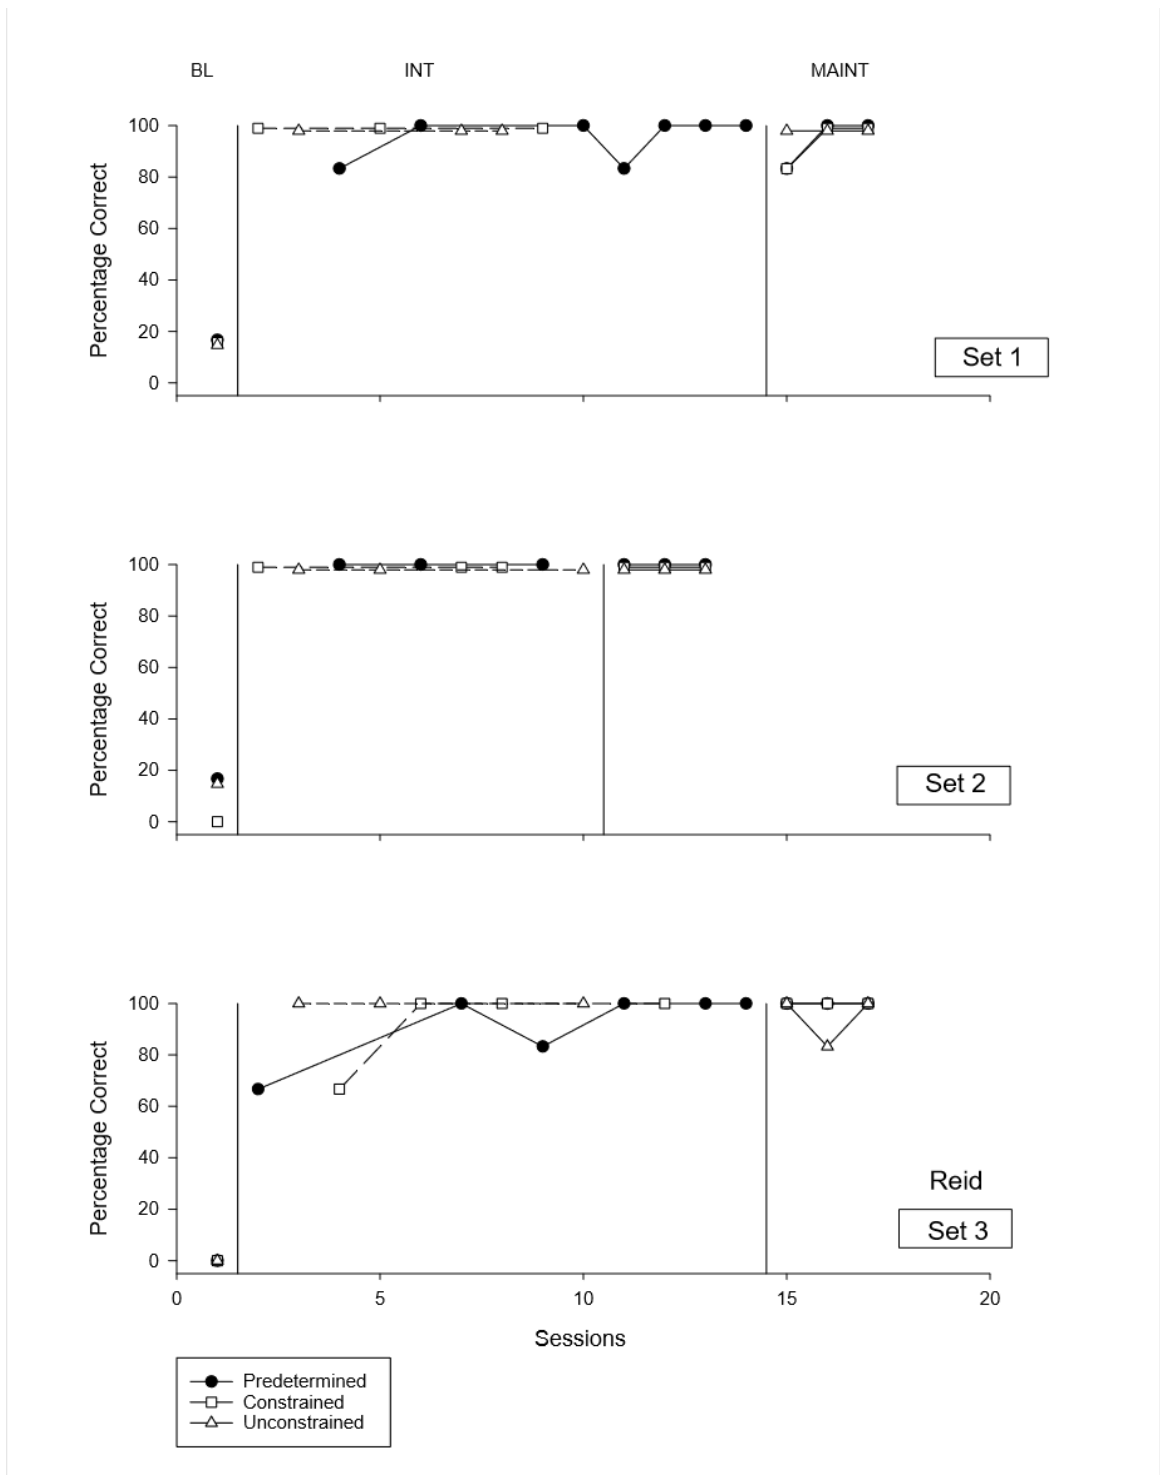 BL INT MAINT
100
80
60
40
20
0
Percentage Correct
Set 1
100
80
60
40
20
0
Percentage Correct
Set 2
100
80
60
40
20
0
Percentage Correct
Reid
Set 3
0 5 10 15 20
Sessions
Predetermined
Constrained
Unconstrained